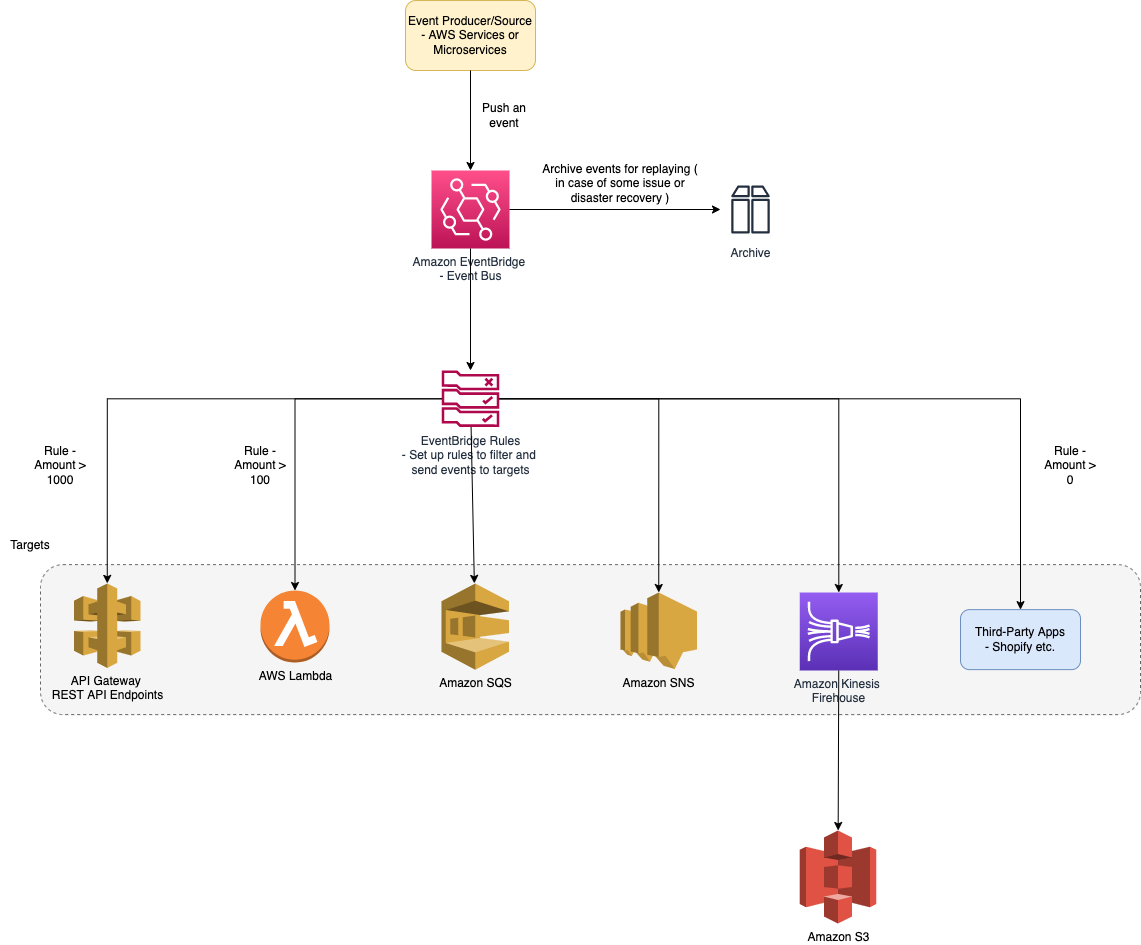 Event Producer/Source
- AWS Services or
Microservices
Push an
event
Archive events for replaying (
in case of some issue or
disaster recovery )
Archive
Amazon EventBridge
- Event Bus
EventBridge Rules
- Set up rules to filter and
send events to targets
Rule -
Amount >
1000
Rule -
Amount >
100
Rule -
Amount >
0
Targets
API Gateway
REST API Endpoints
AWS Lambda
Amazon SQS
Amazon SNS
Amazon Kinesis
Firehouse
Third-Party Apps
- Shopify etc.
Amazon S3